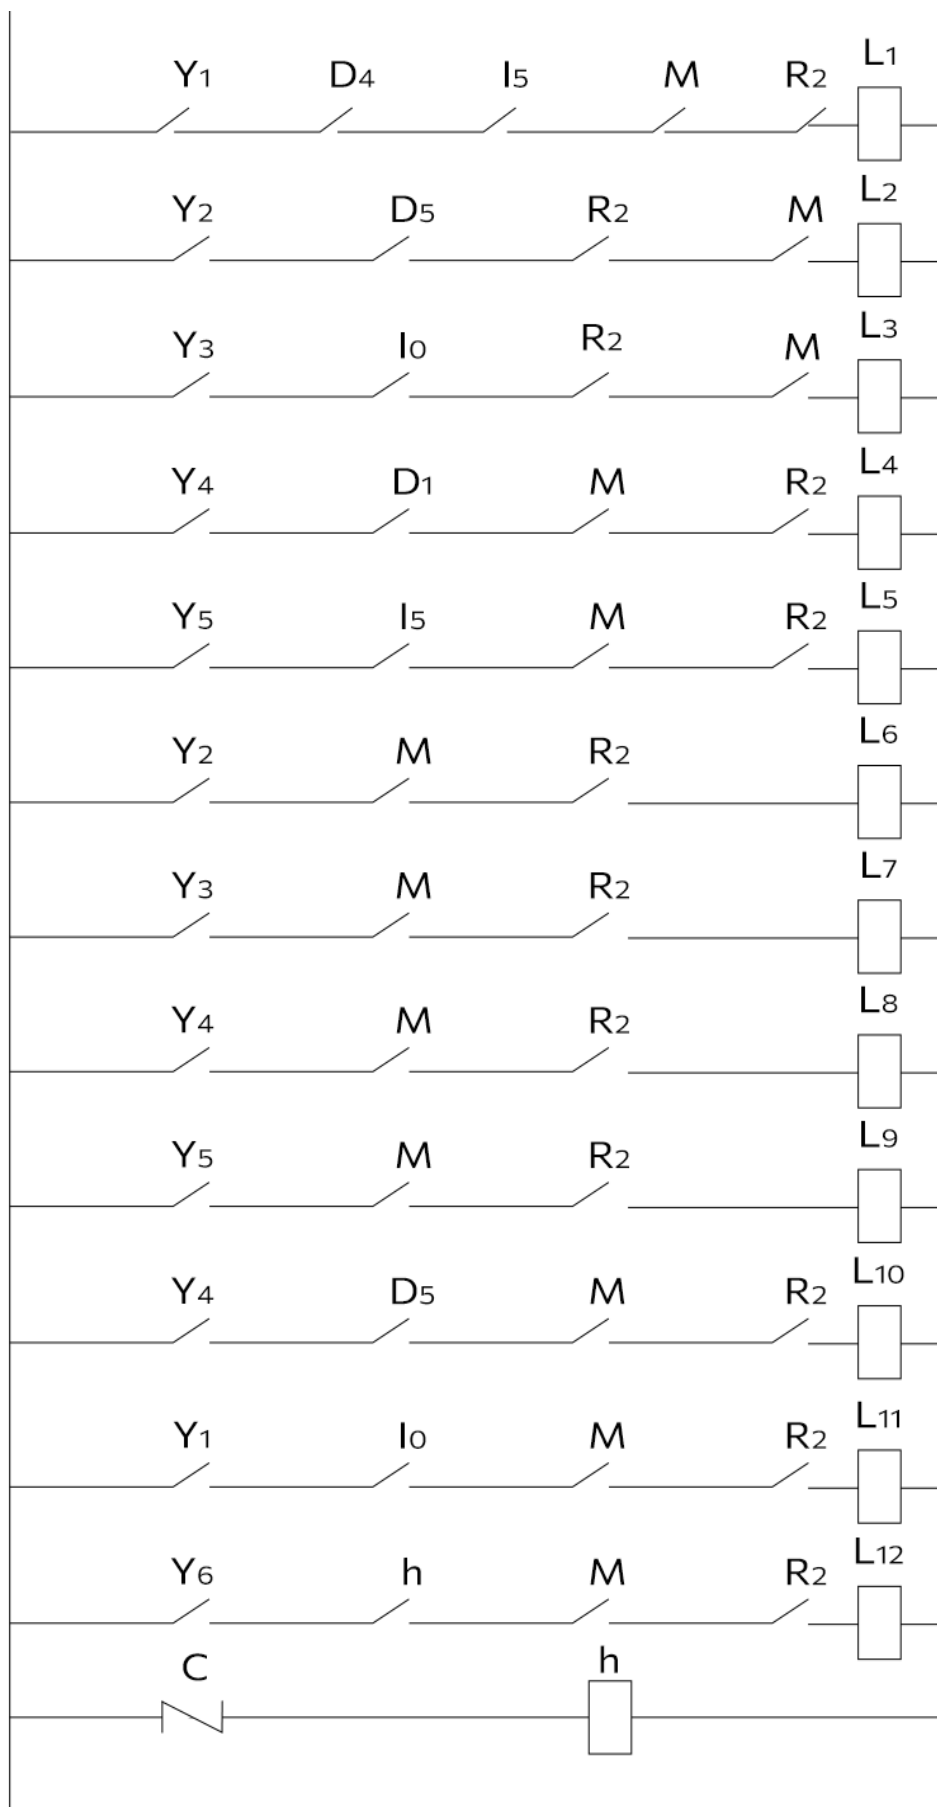 Y1 D4 I5 M R2 L1
Y2 D5 R2 M L2
Y3 I0 R2 M L3
Y4 D1 M R2 L4
Y5 I5 M R2 L5
Y2 M R2 L6
Y3 M R2 L7
Y4 M R2 L8
Y5 M R2 L9
Y4 D5 M R2 L10
Y1 I0 M R2 L11
Y6 h M R2 L12
C h